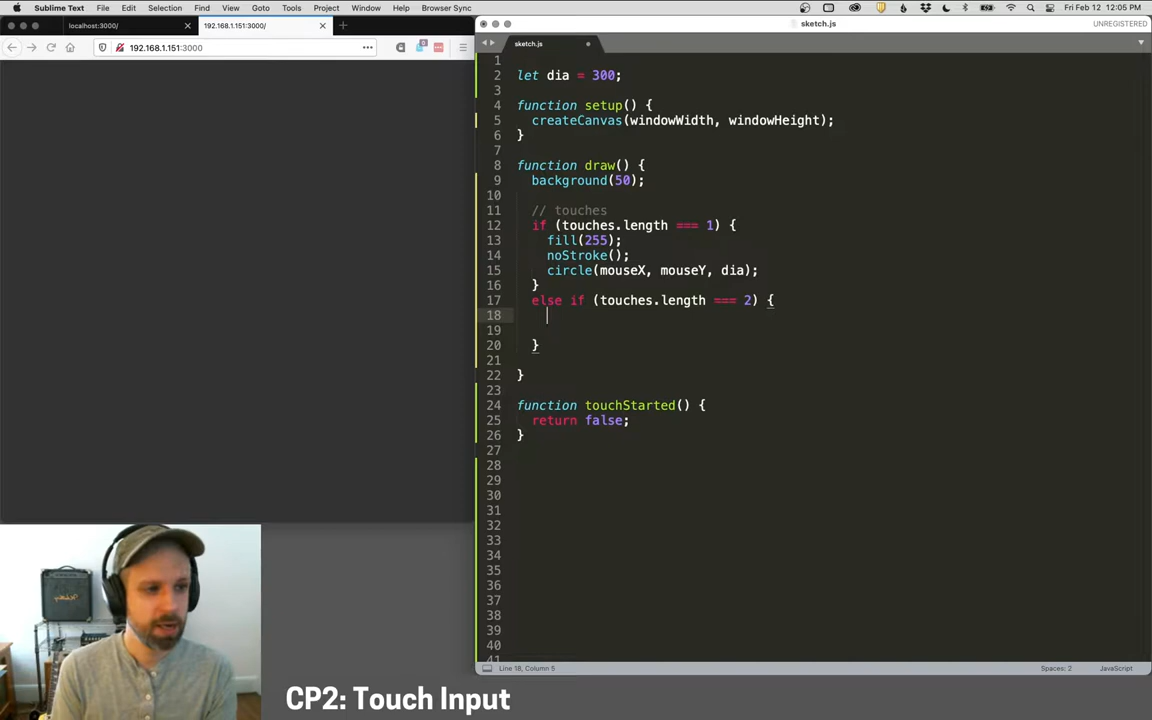 Sublime Text File Edit Selection Find View Goto Tools Project Window Help Browser Sync Fri Feb 12 12:05 PM
localhost:3000/ × 192.168.1.151:3000/ × +
192.168.1.151:3000
sketch.js
UNREGISTERED
sketch.js
1
2 let dia = 300;
3
4 function setup() {
5 createCanvas(windowWidth, windowHeight);
6 }
7
8 function draw() {
9 background(50);
10
11 // touches
12 if (touches.length === 1) {
13 fill(255);
14 noStroke();
15 circle(mouseX, mouseY, dia);
16 }
17 else if (touches.length === 2) {
18
19
20 }
21
22 }
23
24 function touchStarted() {
25 return false;
26 }
27
28
29
30
31
32
33
34
35
36
37
38
39
40
41
Line 18, Column 5 Spaces: 2 JavaScript
CP2: Touch Input